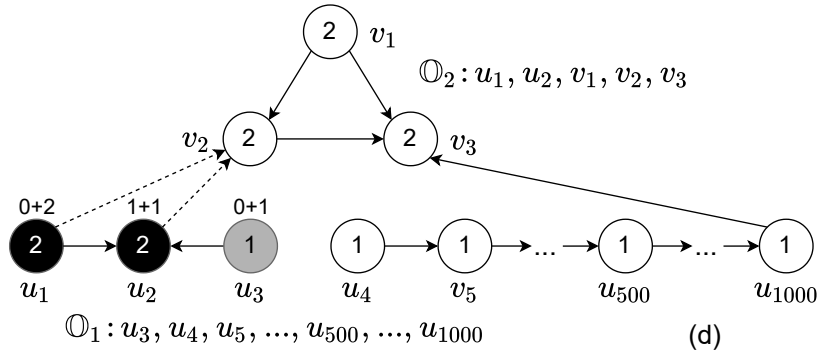 2 v₁
𝕆₂: u₁, u₂, v₁, v₂, v₃
v₂ 2 2 v₃
0+2 1+1 0+1
2 2 1 1 1 ... 1 ... 1
u₁ u₂ u₃ u₄ v₅ u₅₀₀ u₁₀₀₀
𝕆₁: u₃, u₄, u₅, ..., u₅₀₀, ..., u₁₀₀₀ (d)